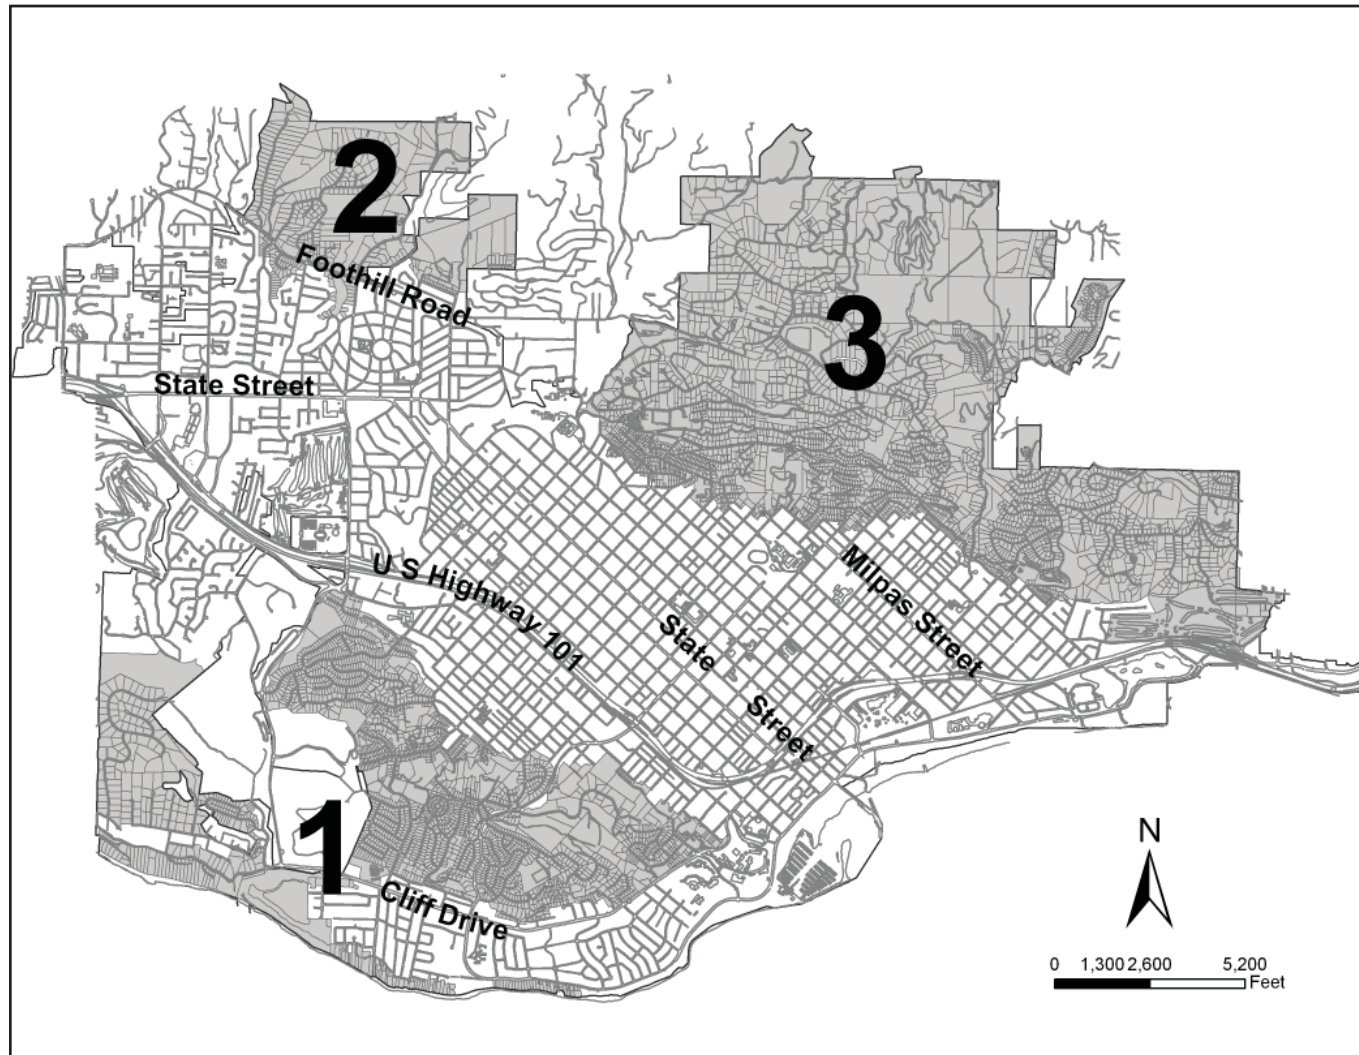 2
Foothill Road
3
State Street
U S Highway 101
Milpas Street
State Street
1
Cliff Drive
N
0 1,300 2,600 5,200
Feet